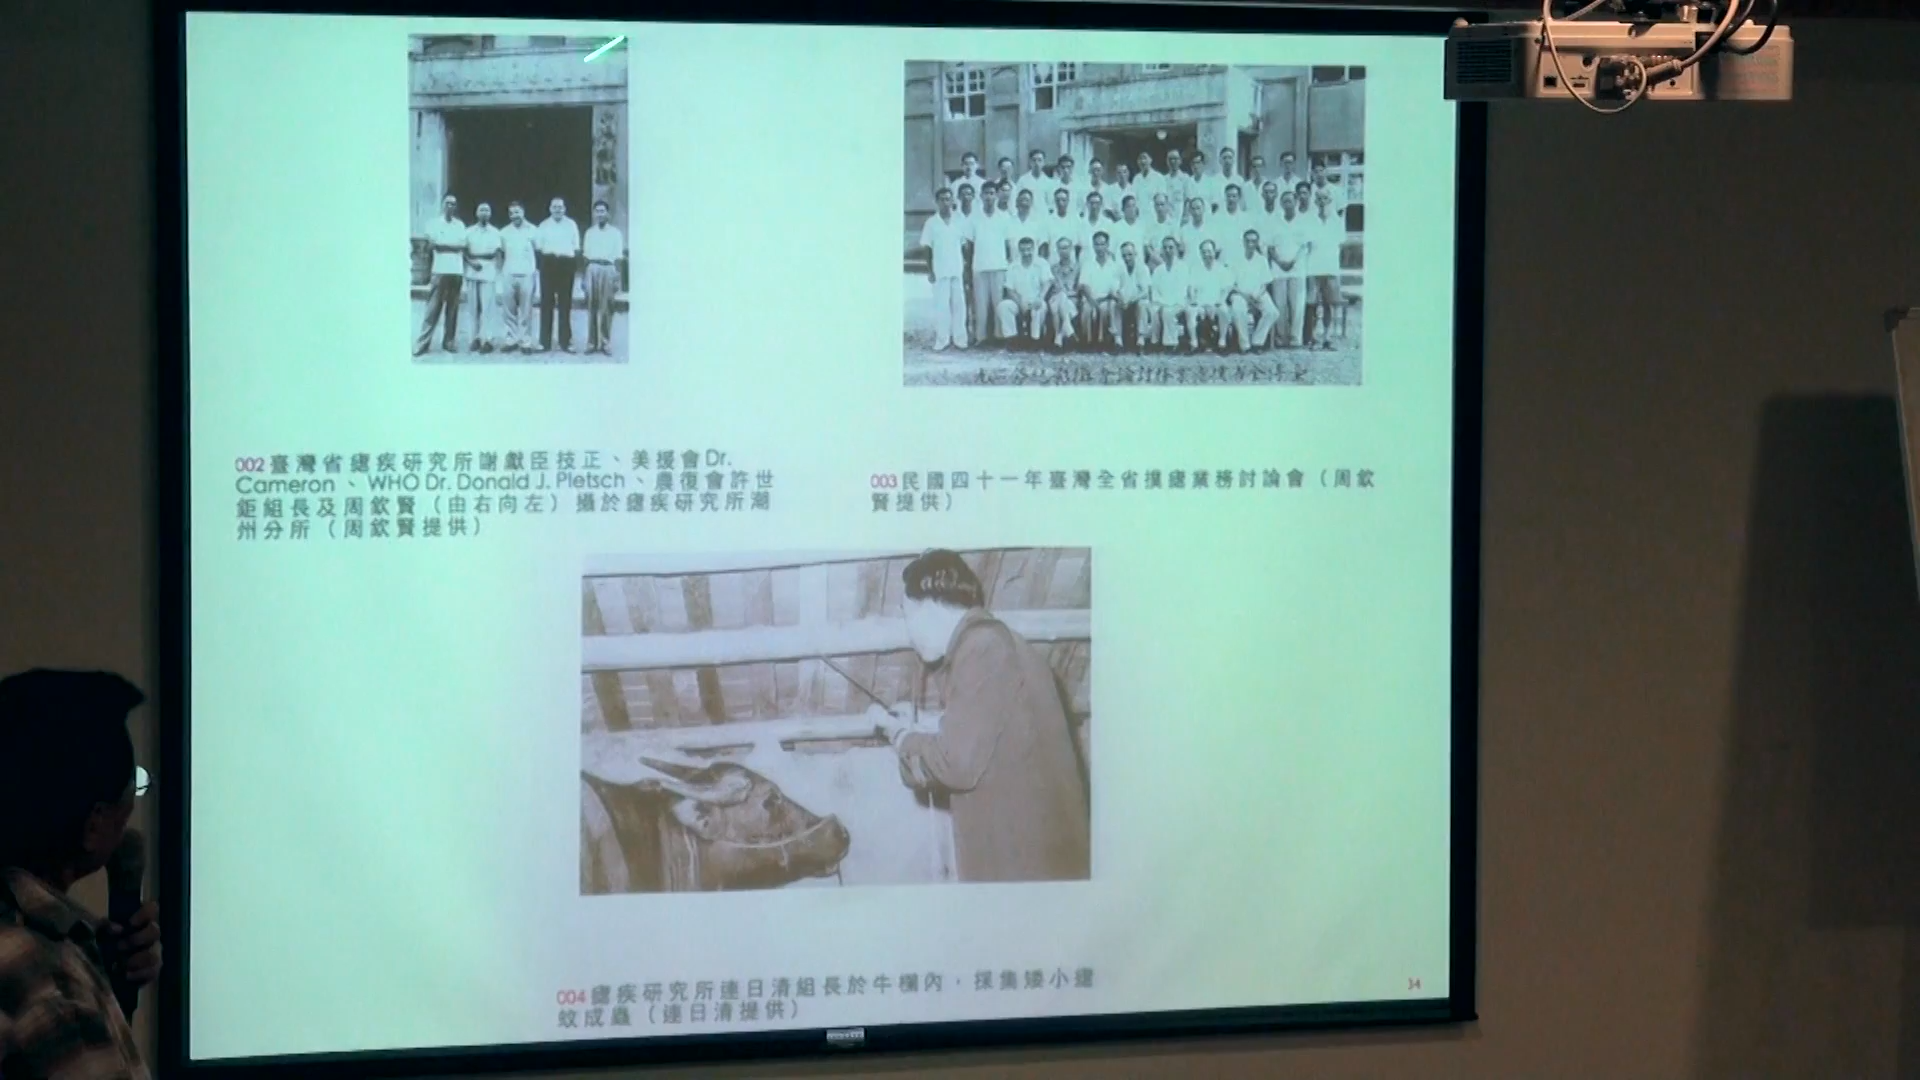 002臺灣省瘧疾研究所謝獻臣技正、美援會Dr.
Cameron、WHO Dr. Donald J. Pletsch、農復會許世
鉅組長及周欽賢(由右向左)攝於瘧疾研究所潮
州分所(周欽賢提供)
003民國四十一年臺灣全省撲瘧業務討論會(周欽
賢提供)
004瘧疾研究所連日清組長於牛欄內,採集矮小瘧
蚊成蟲(連日清提供)
34